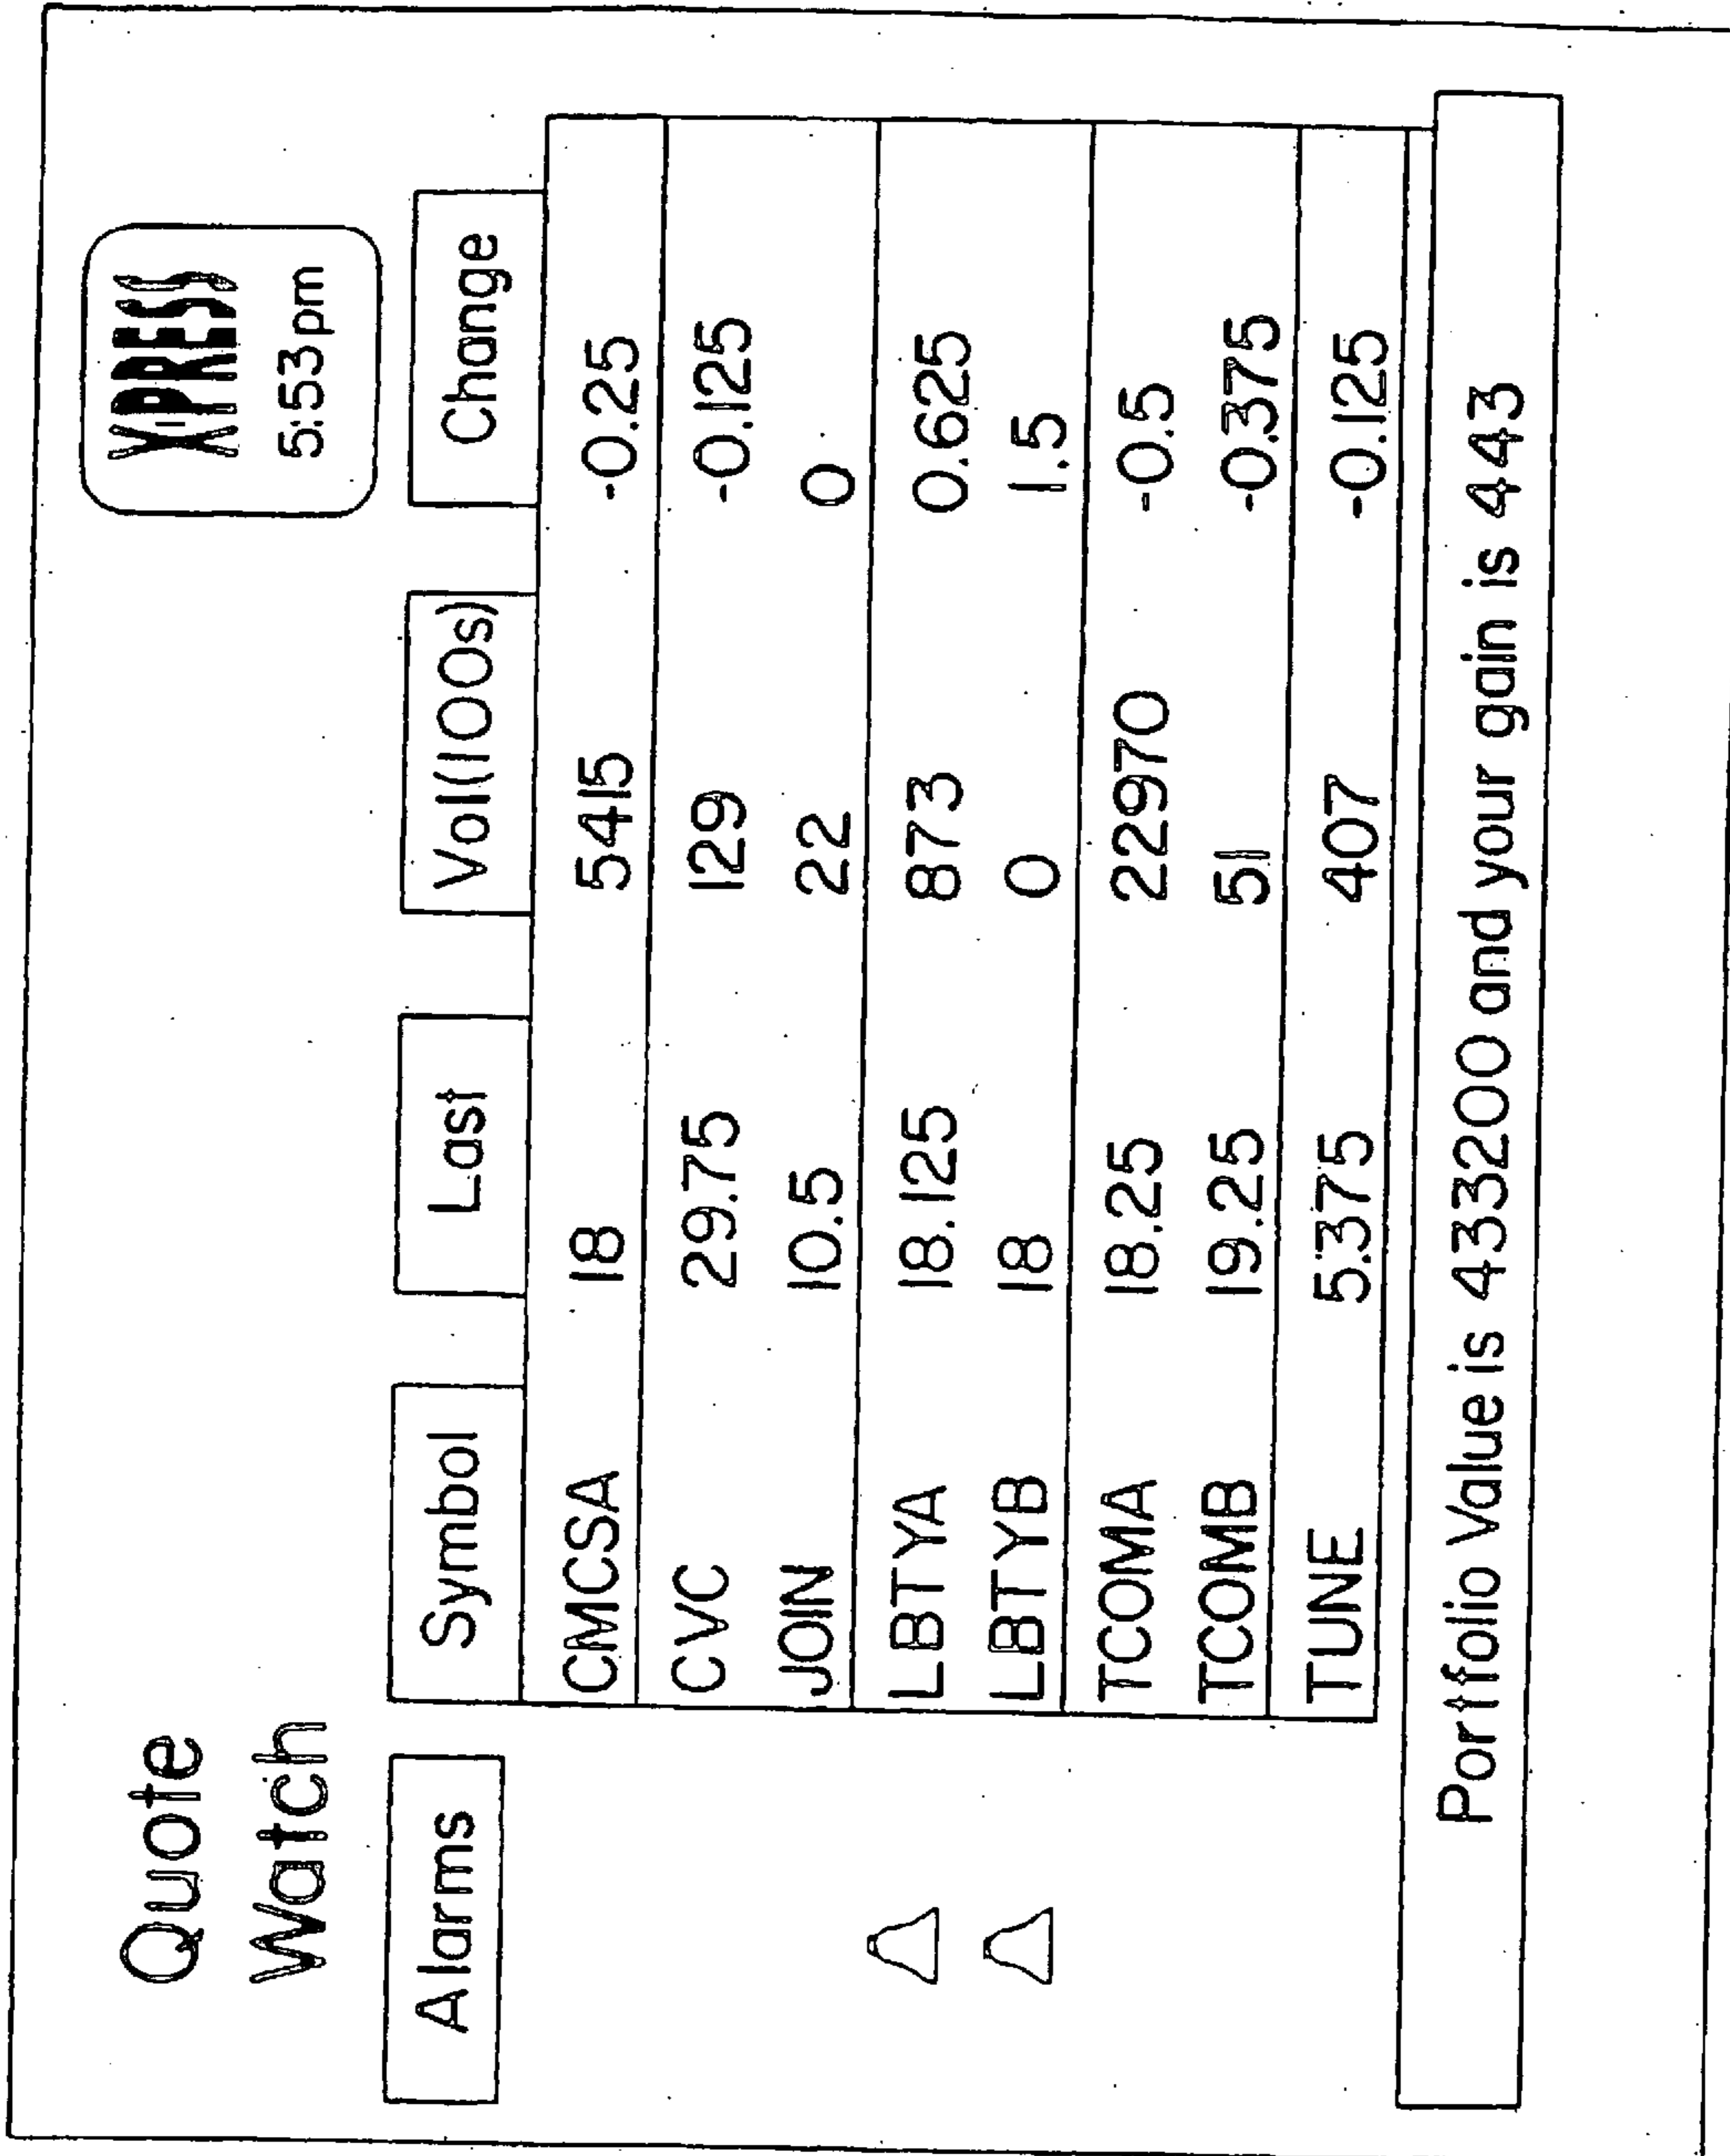 Quote
Watch
X·PRESS
5:53pm
Alarms Symbol Last Vol(100s) Change
CMCSA 18 5415 -0.25
CVC 29.75 129 -0.125
JOIN 10.5 22 0
LBTYA 18.125 873 0.625
LBTYB 18 0 1.5
TCOMA 18.25 22970 -0.5
TCOMB 19.25 51 -0.375
TUNE 5.375 407 -0.125
Portfolio Value is 433200 and your gain is 443